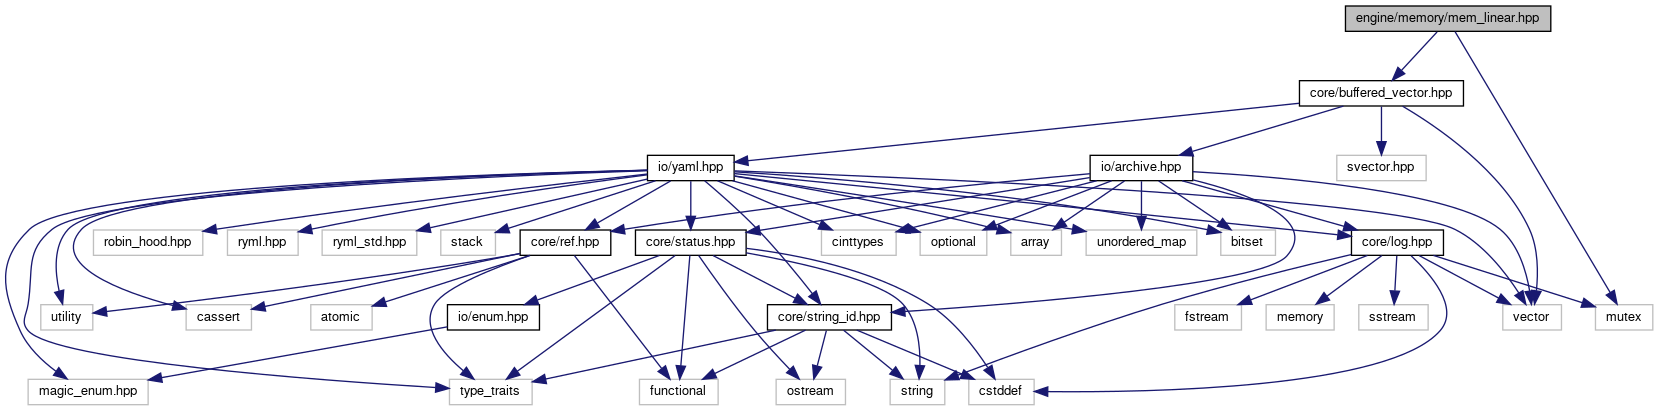 engine/memory/mem_linear.hpp
core/buffered_vector.hpp
io/yaml.hpp
io/archive.hpp
svector.hpp
robin_hood.hpp
ryml.hpp
ryml_std.hpp
stack
core/ref.hpp
core/status.hpp
cinttypes
optional
array
unordered_map
bitset
core/log.hpp
utility
cassert
atomic
io/enum.hpp
core/string_id.hpp
fstream
memory
sstream
vector
mutex
magic_enum.hpp
type_traits
functional
ostream
string
cstddef